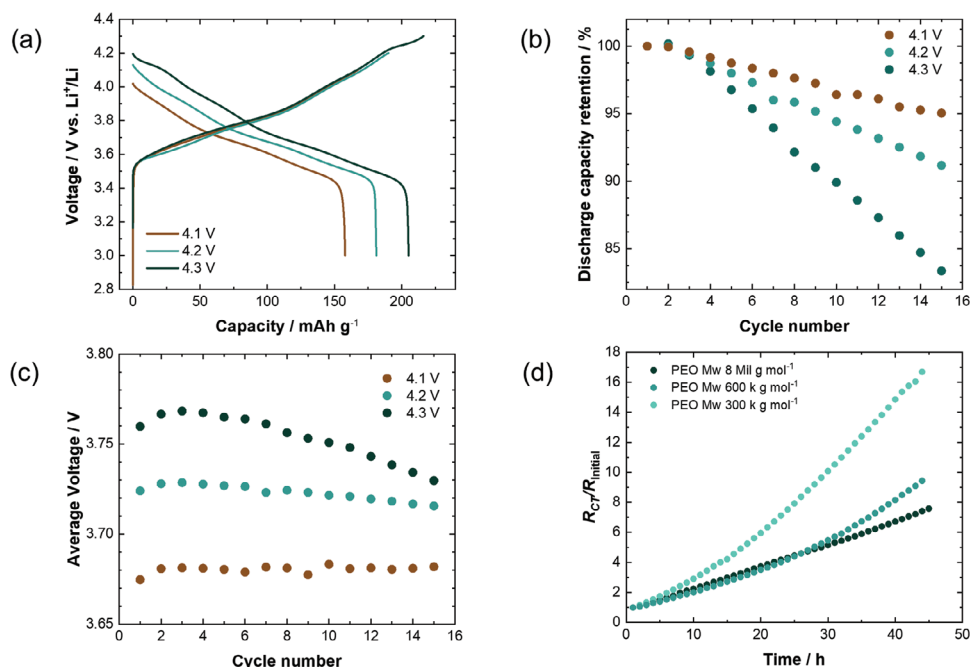 (a)
4.4
4.2
4.0
3.8
3.6
3.4
3.2
3.0
2.8
Voltage / V vs. Li⁺/Li
4.1 V
4.2 V
4.3 V
0 50 100 150 200
Capacity / mAh g⁻¹
(b)
100
95
90
85
Discharge capacity retention / %
4.1 V
4.2 V
4.3 V
0 2 4 6 8 10 12 14 16
Cycle number
(c)
3.80
3.75
3.70
3.65
Average Voltage / V
4.1 V
4.2 V
4.3 V
0 2 4 6 8 10 12 14 16
Cycle number
(d)
18
16
14
12
10
8
6
4
2
0
R_CT/R_Initial
PEO Mw 8 Mil g mol⁻¹
PEO Mw 600 k g mol⁻¹
PEO Mw 300 k g mol⁻¹
0 10 20 30 40 50
Time / h